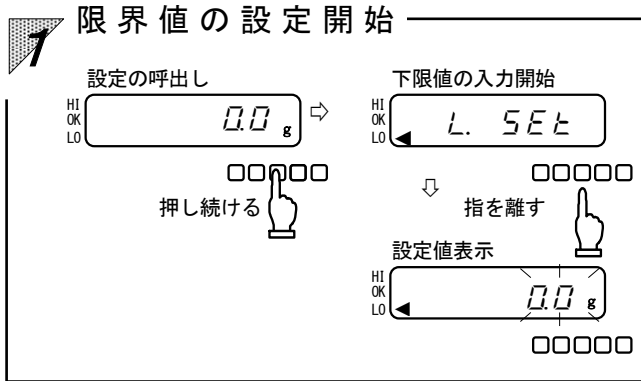 1 限界値の設定開始
設定の呼出し
HI
OK
LO
0.0 g
押し続ける
下限値の入力開始
HI
OK
LO
L. SEt
指を離す
設定値表示
HI
OK
LO
0.0 g